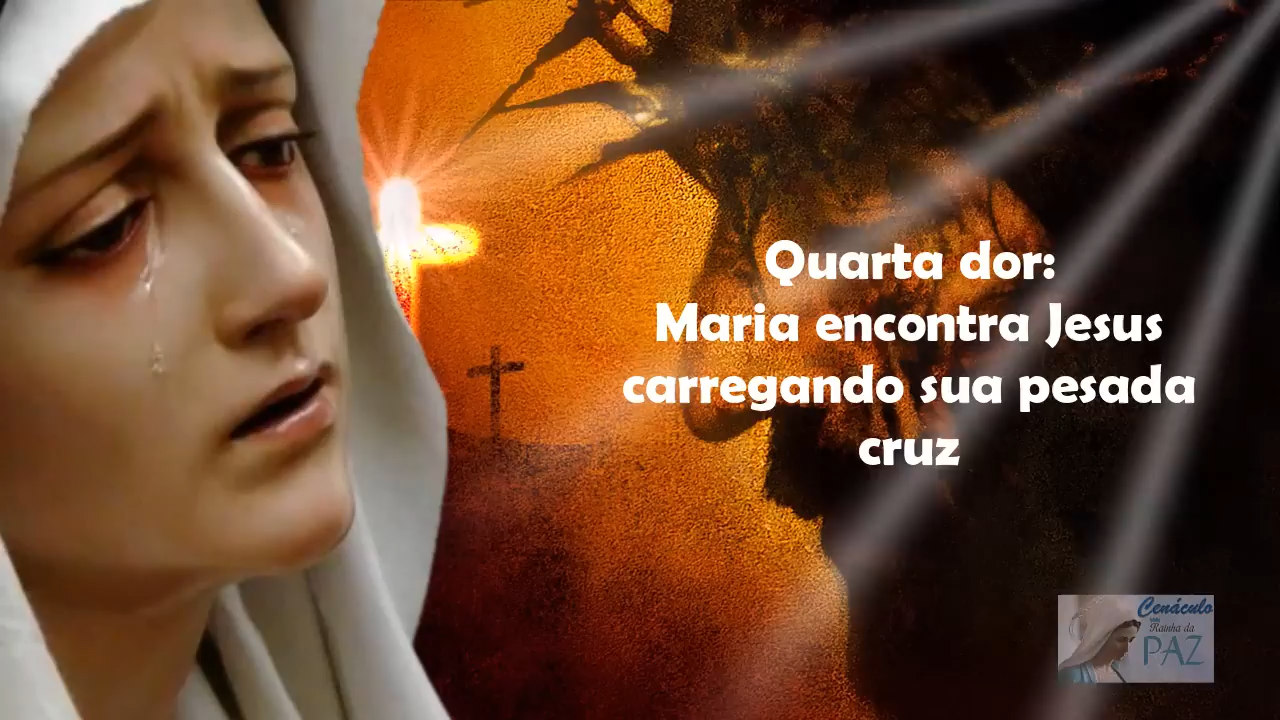 Quarta dor:
Maria encontra Jesus
carregando sua pesada
cruz
Cenáculo
Rainha da
PAZ